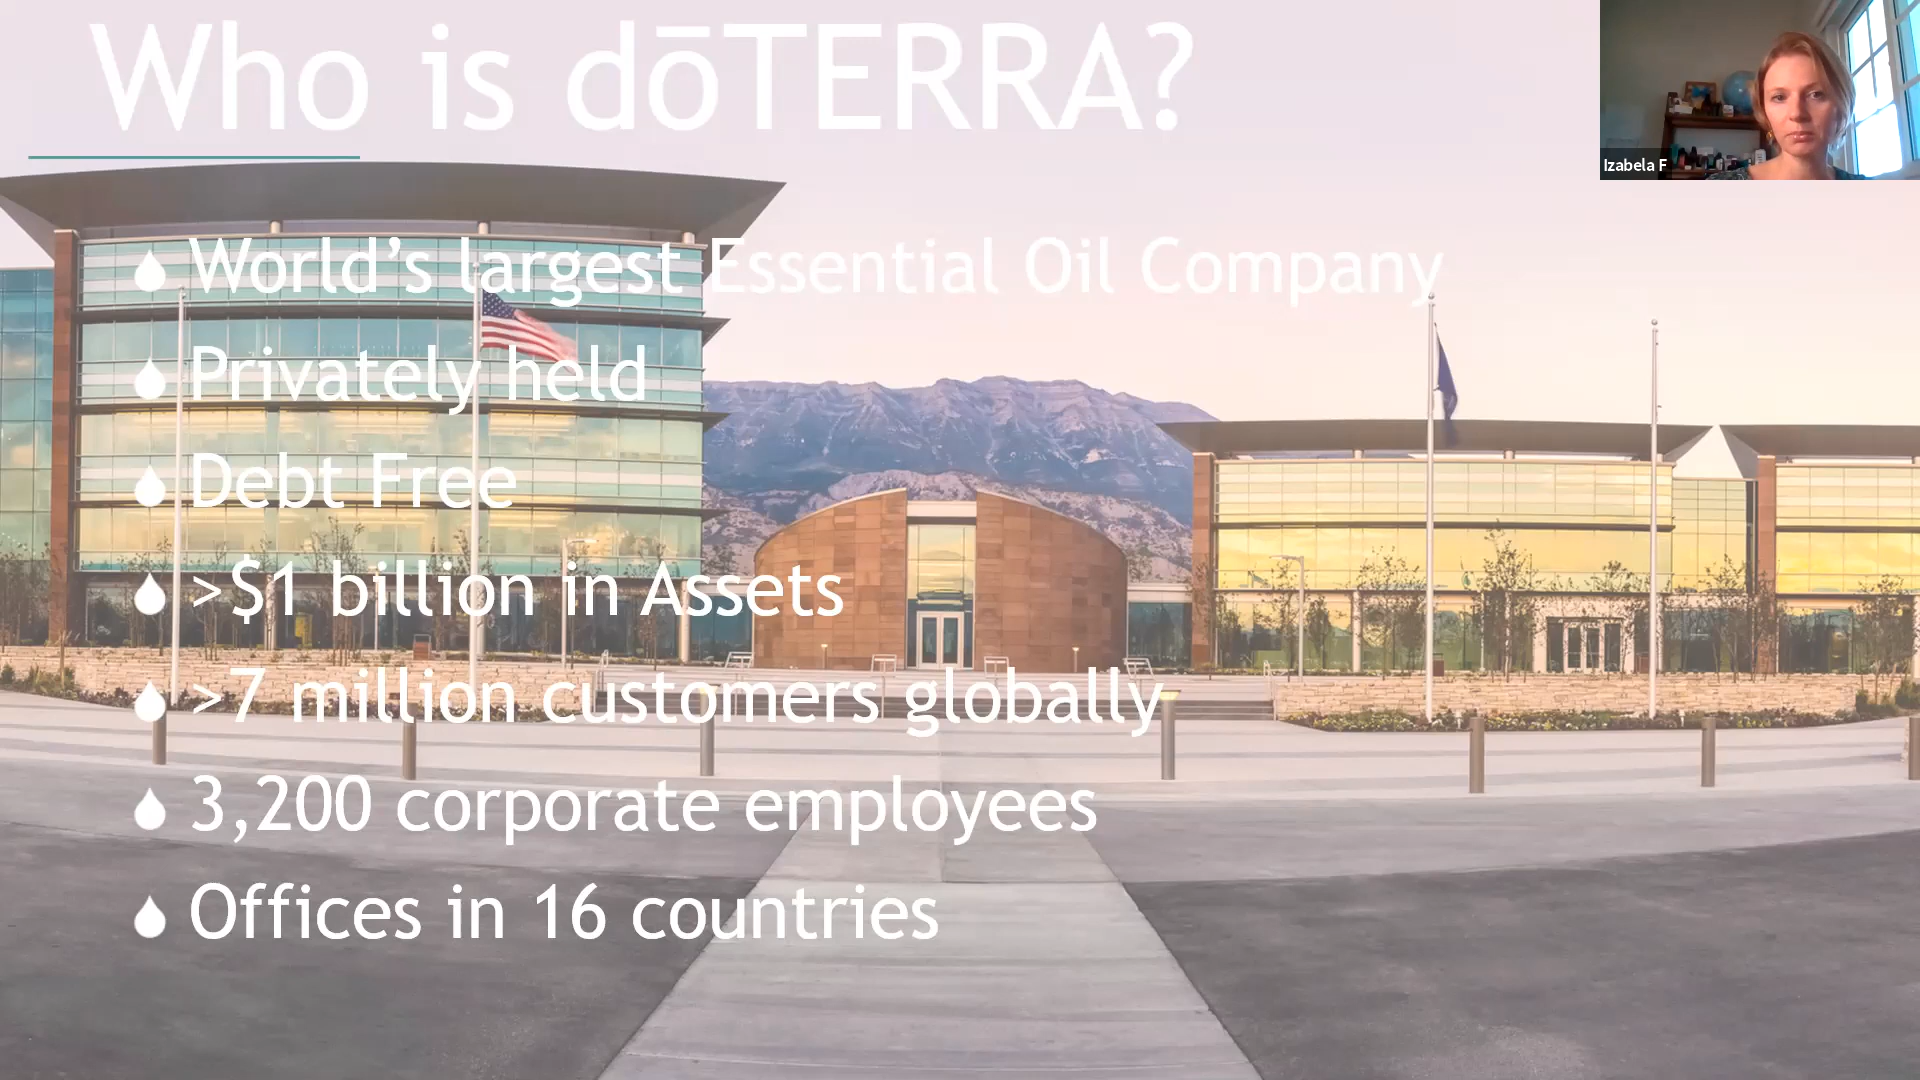 Who is dōTERRA?
Izabela F
World’s largest Essential Oil Company
Privately held
Debt Free
>$1 billion in Assets
>7 million customers globally
3,200 corporate employees
Offices in 16 countries